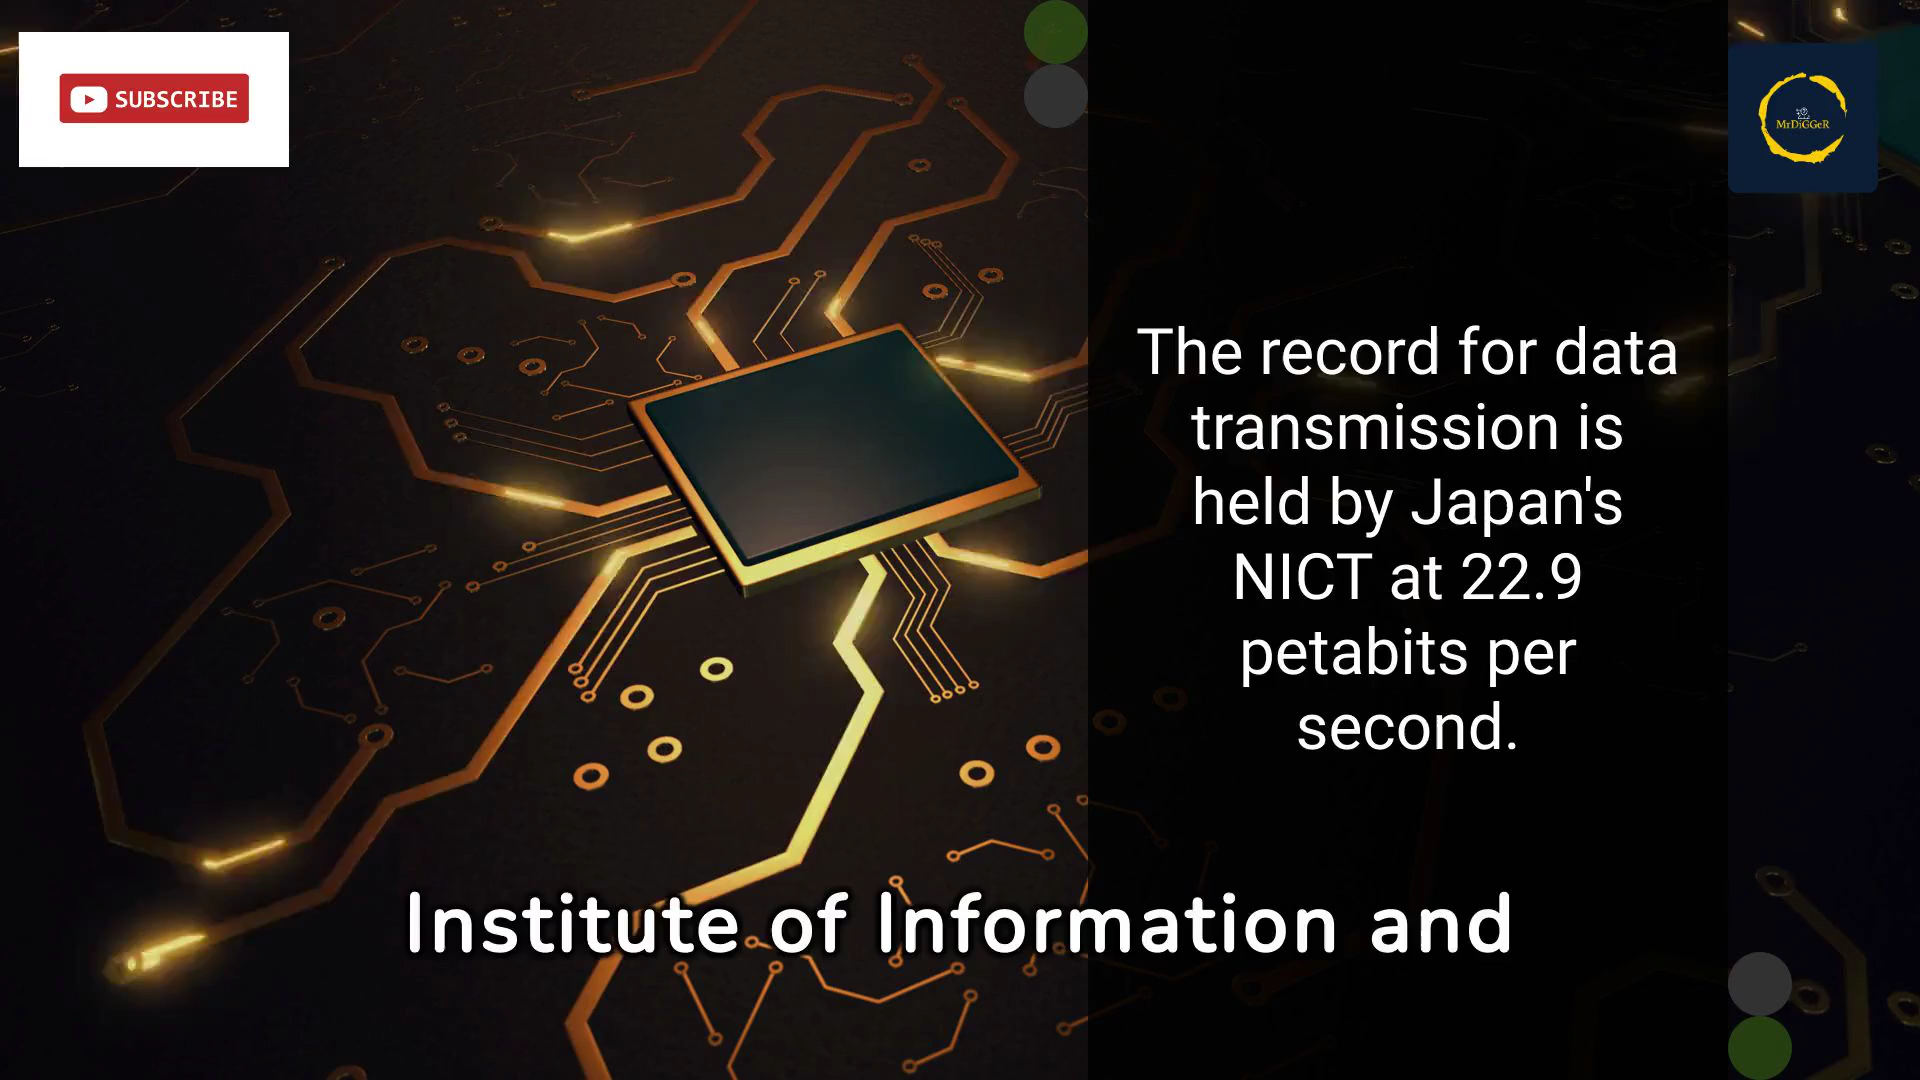 SUBSCRIBE
MrDiGGeR
The record for data
transmission is
held by Japan's
NICT at 22.9
petabits per
second.
Institute of Information and